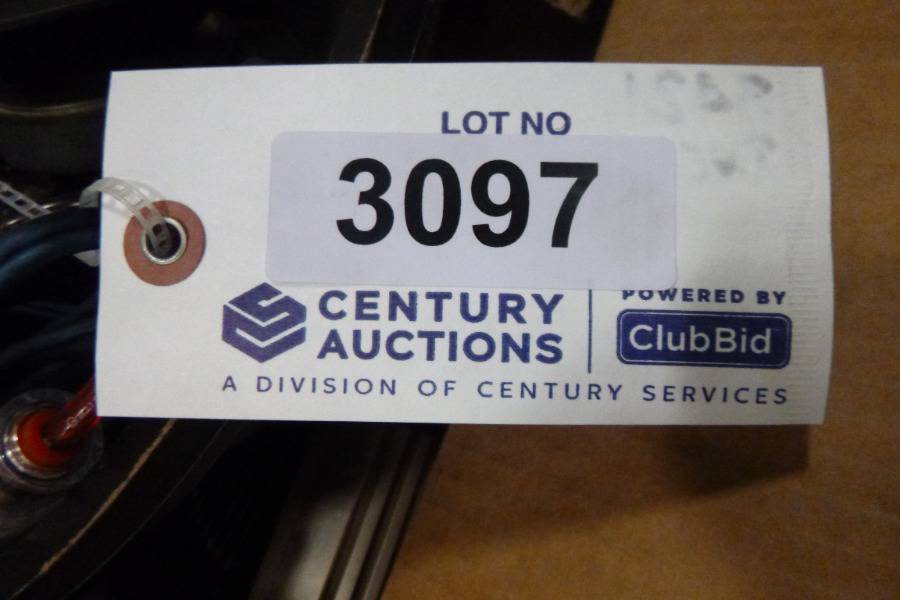 LOT NO
3097
CENTURY
AUCTIONS
POWERED BY
ClubBid
A DIVISION OF CENTURY SERVICES